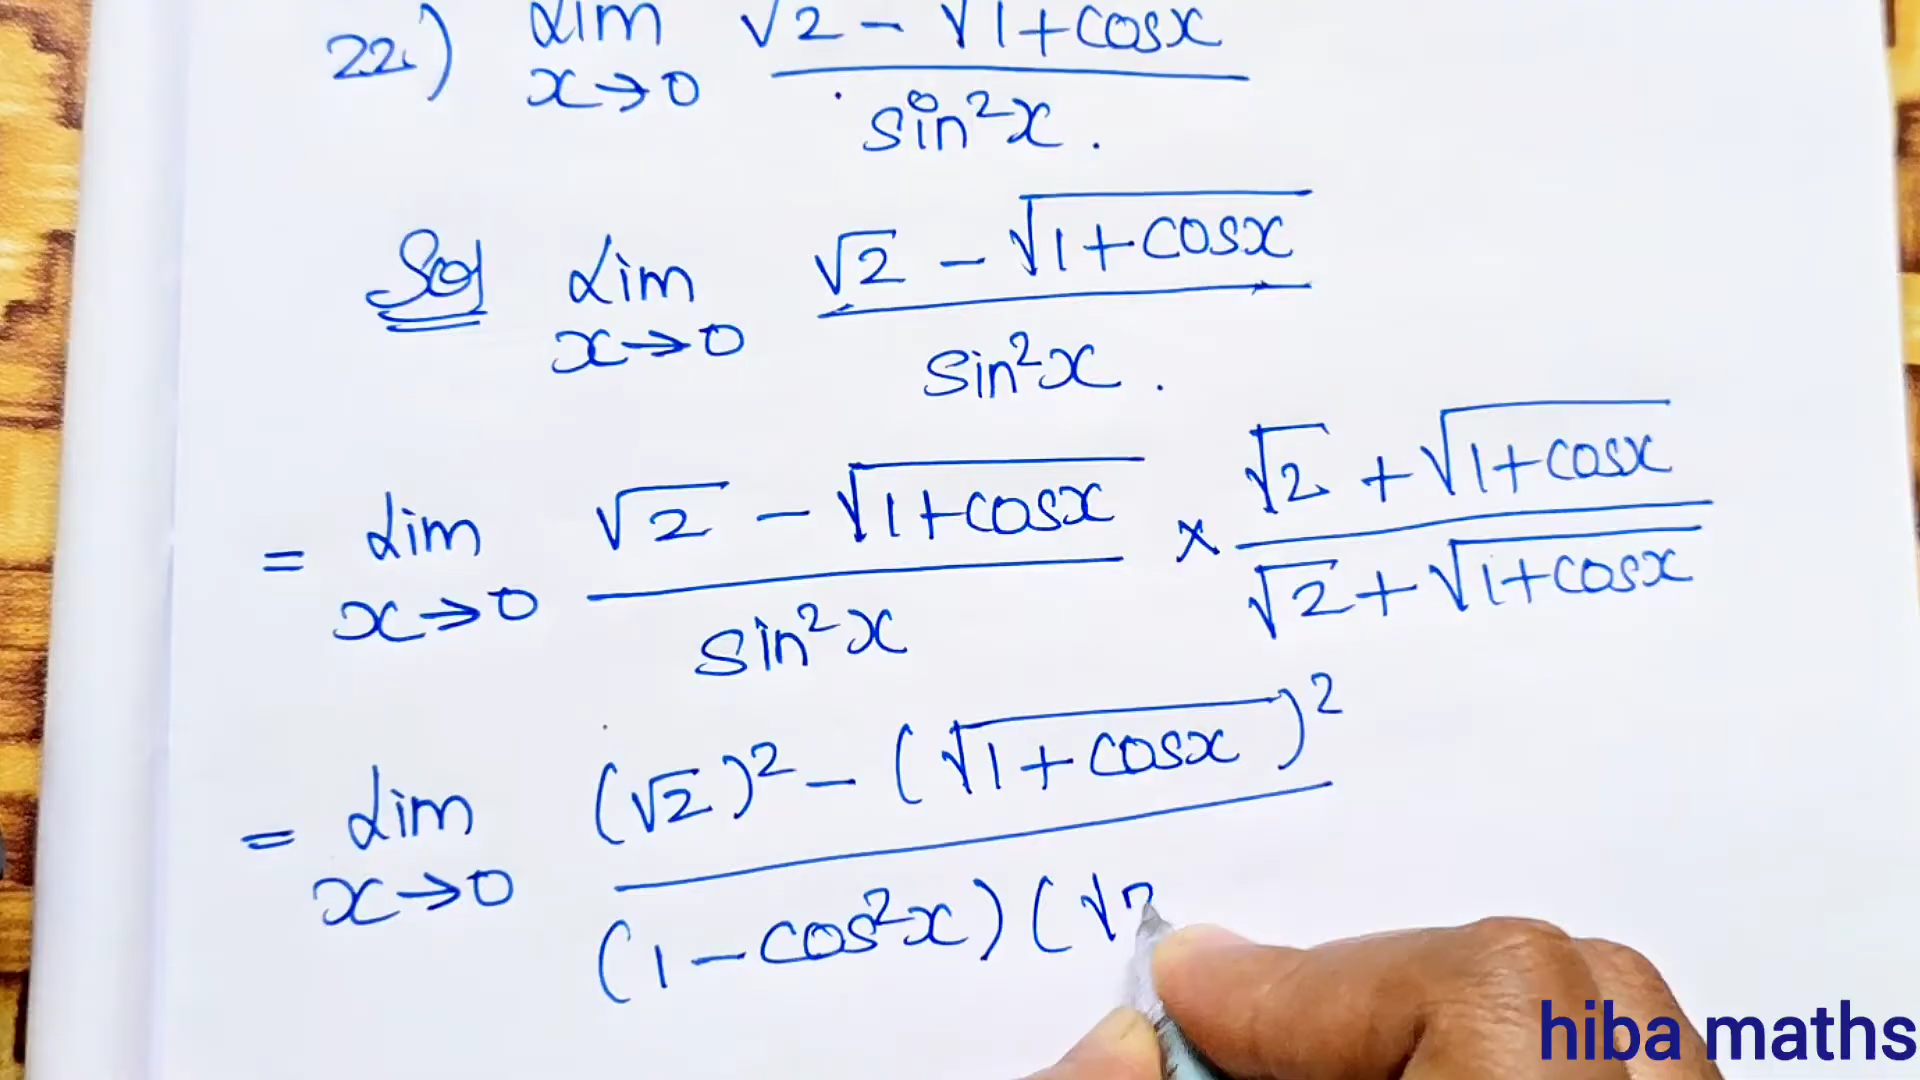 22.) Lim √2 - √1+cosx
x→0 sin²x.
Sol Lim √2 - √1+cosx
x→0 sin²x.
= Lim √2 - √1+cosx × √2 + √1+cosx
x→0 sin²x √2 + √1+cosx
= Lim (√2)² - (√1+cosx)²
x→0 (1-cos²x)(√2
hiba maths